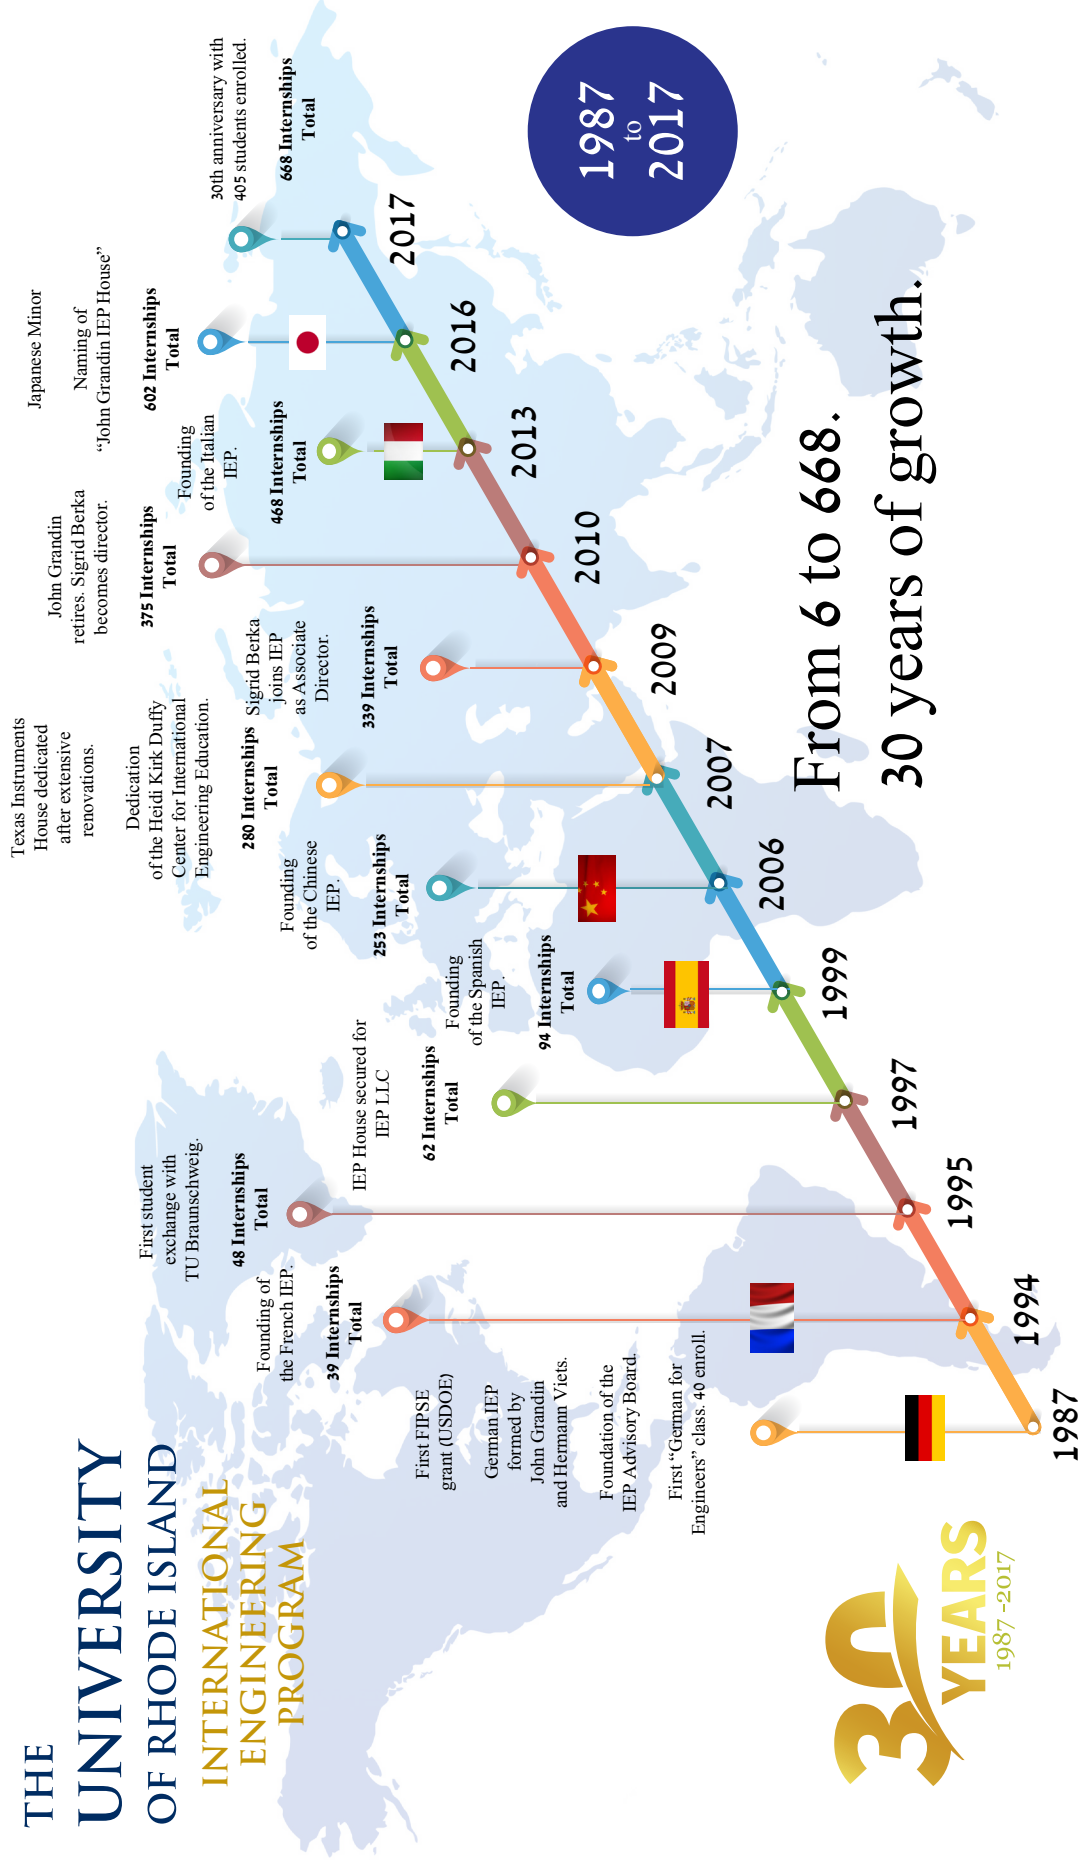 THE
UNIVERSITY
OF RHODE ISLAND
INTERNATIONAL
ENGINEERING
PROGRAM
First FIPSE
grant (USDOE)
German IEP
formed by
John Grandin
and Hermann Viets.
Foundation of the
IEP Advisory Board.
First “German for
Engineers” class. 40 enroll.
1987
Founding of
the French IEP.
39 Internships
Total
1994
First student
exchange with
TU Braunschweig.
48 Internships
Total
1995
IEP House secured for
IEP LLC
62 Internships
Total
1997
Founding
of the Spanish
IEP.
94 Internships
Total
1999
Founding
of the Chinese
IEP.
253 Internships
Total
2006
Texas Instruments
House dedicated
after extensive
renovations.
Dedication
of the Heidi Kirk Duffy
Center for International
Engineering Education.
280 Internships
Total
2007
Sigrid Berka
joins IEP
as Associate
Director.
339 Internships
Total
2009
John Grandin
retires. Sigrid Berka
becomes director.
375 Internships
Total
2010
Founding
of the Italian
IEP.
468 Internships
Total
2013
Japanese Minor
Naming of
“John Grandin IEP House”
602 Internships
Total
2016
30th anniversary with
405 students enrolled.
668 Internships
Total
2017
1987
to
2017
From 6 to 668.
30 years of growth.
30
YEARS
1987 -2017